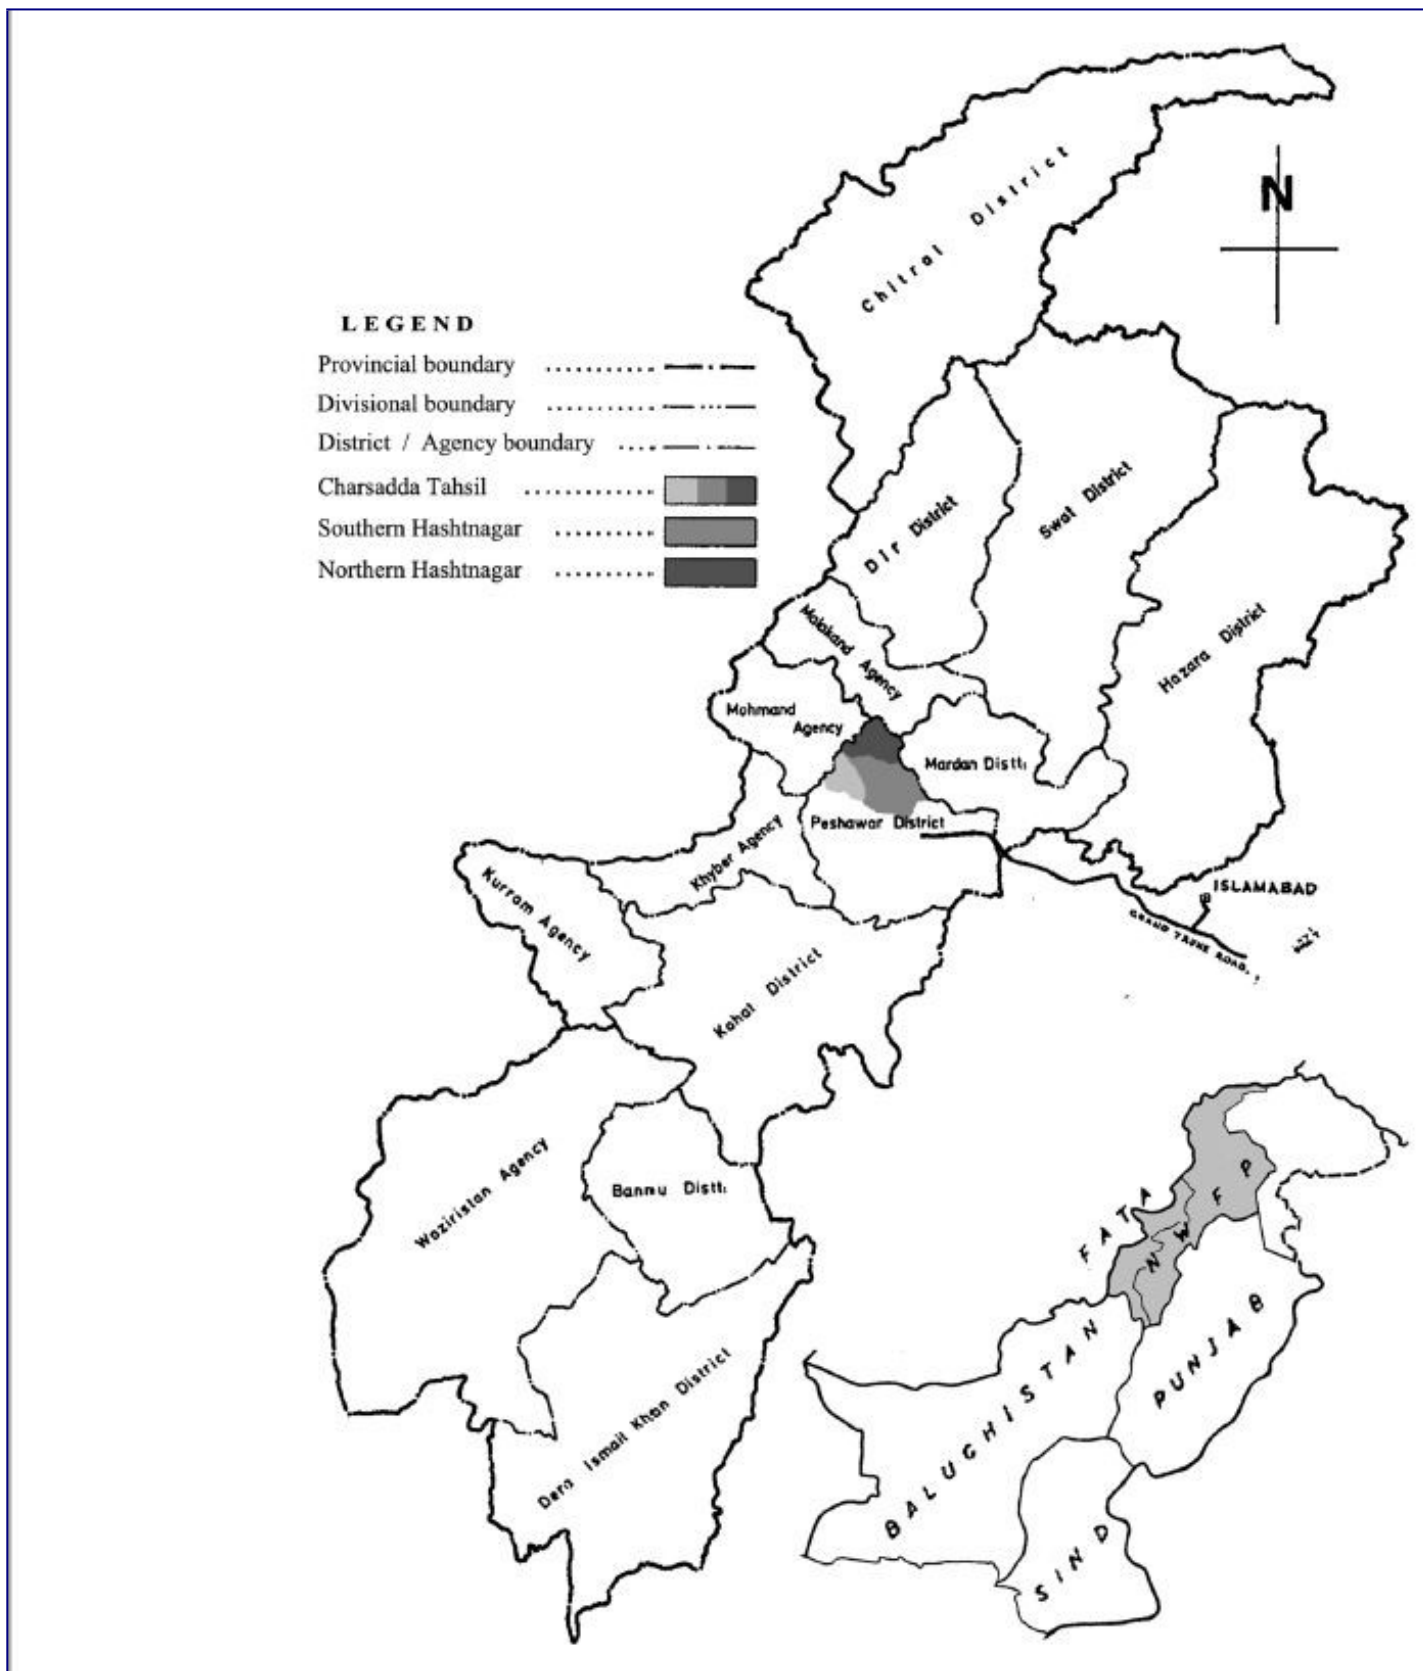 Chitral District
N
LEGEND
Provincial boundary ..........
Divisional boundary ..........
District / Agency boundary ....
Charsadda Tahsil ............
Southern Hashtnagar .........
Northern Hashtnagar .........
Dir District
Swat District
Hazara District
Malakand Agency
Mohmand
Agency
Mardan Distt:
Peshawar District
Khyber Agency
Kurram Agency
ISLAMABAD
ROAD
Kohat District
Waziristan Agency
Bannu Distt:
Dera Ismail Khan District
FATA
NWFP
BALUCHISTAN
PUNJAB
SIND